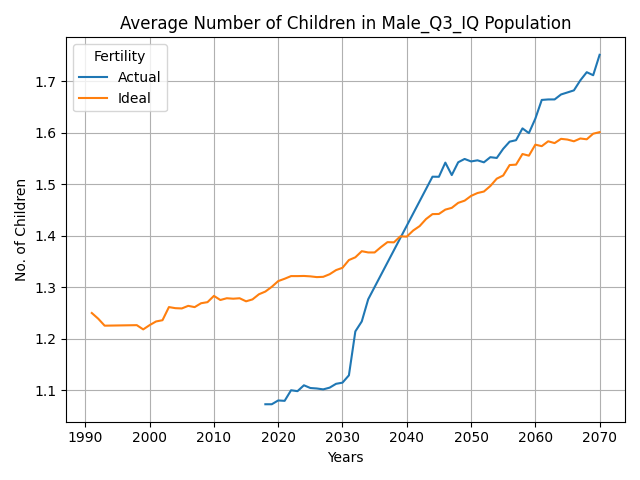 Average Number of Children in Male_Q3_IQ Population
Fertility
Actual
Ideal
No. of Children
1.7
1.6
1.5
1.4
1.3
1.2
1.1
1990 2000 2010 2020 2030 2040 2050 2060 2070
Years